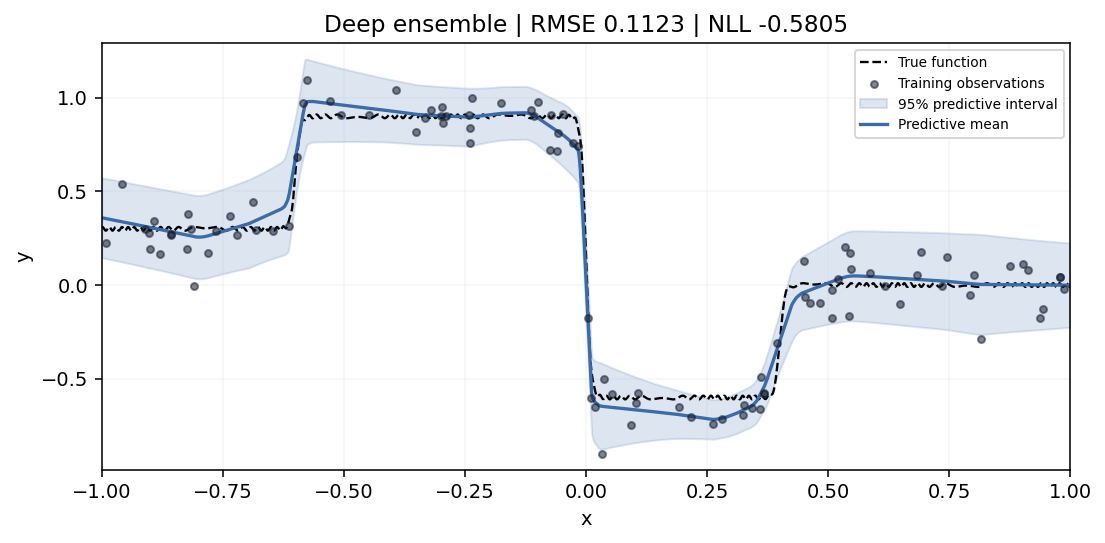 Deep ensemble | RMSE 0.1123 | NLL -0.5805
True function
Training observations
95% predictive interval
Predictive mean
1.0
0.5
0.0
−0.5
y
−1.00 −0.75 −0.50 −0.25 0.00 0.25 0.50 0.75 1.00
x